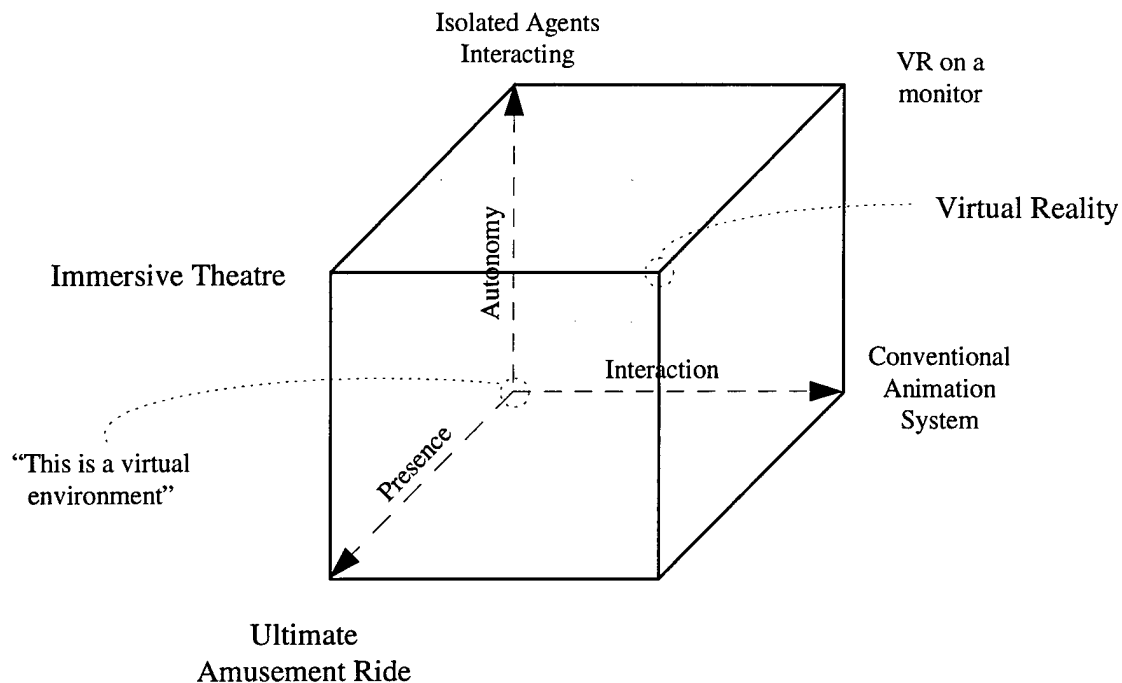 Isolated Agents
Interacting
VR on a
monitor
Virtual Reality
Autonomy
Immersive Theatre
Interaction
Conventional
Animation
System
Presence
“This is a virtual
environment”
Ultimate
Amusement Ride